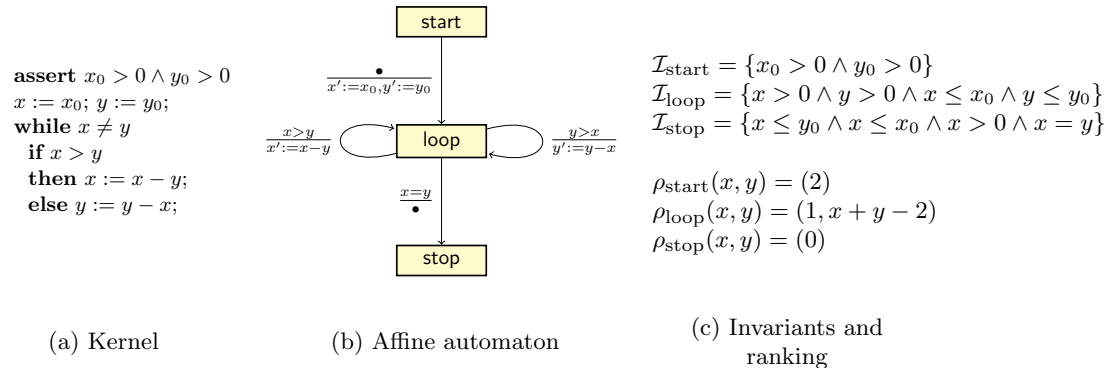 assert x₀ > 0 ∧ y₀ > 0
x := x₀; y := y₀;
while x ≠ y
if x > y
then x := x − y;
else y := y − x;
(a) Kernel
start
•
x′:=x₀,y′:=y₀
x>y
x′:=x−y
loop
y>x
y′:=y−x
x=y
•
stop
(b) Affine automaton
𝓘start = {x₀ > 0 ∧ y₀ > 0}
𝓘loop = {x > 0 ∧ y > 0 ∧ x ≤ x₀ ∧ y ≤ y₀}
𝓘stop = {x ≤ y₀ ∧ x ≤ x₀ ∧ x > 0 ∧ x = y}
ρstart(x, y) = (2)
ρloop(x, y) = (1, x + y − 2)
ρstop(x, y) = (0)
(c) Invariants and
ranking